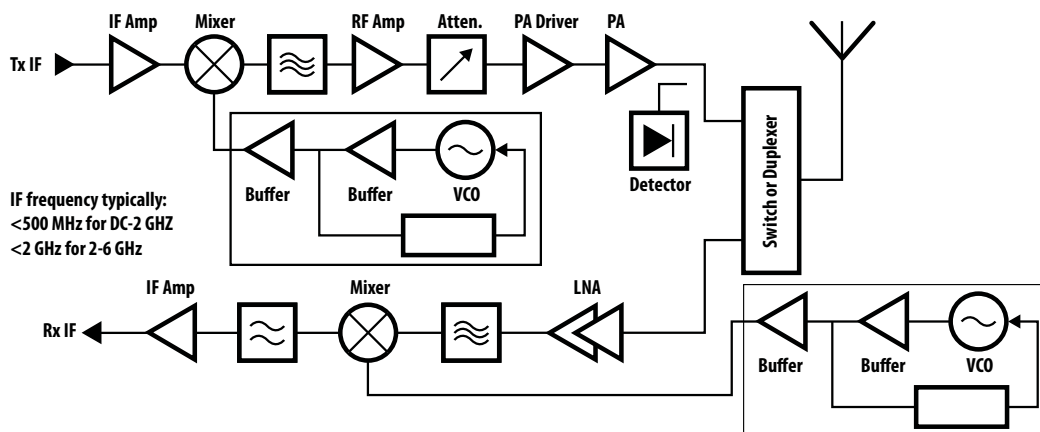 IF Amp
Mixer
RF Amp
Atten.
PA Driver
PA
Tx IF
Buffer
Buffer
VCO
Detector
Switch or Duplexer
IF frequency typically:
<500 MHz for DC-2 GHZ
<2 GHz for 2-6 GHz
IF Amp
Mixer
LNA
Rx IF
Buffer
Buffer
VCO